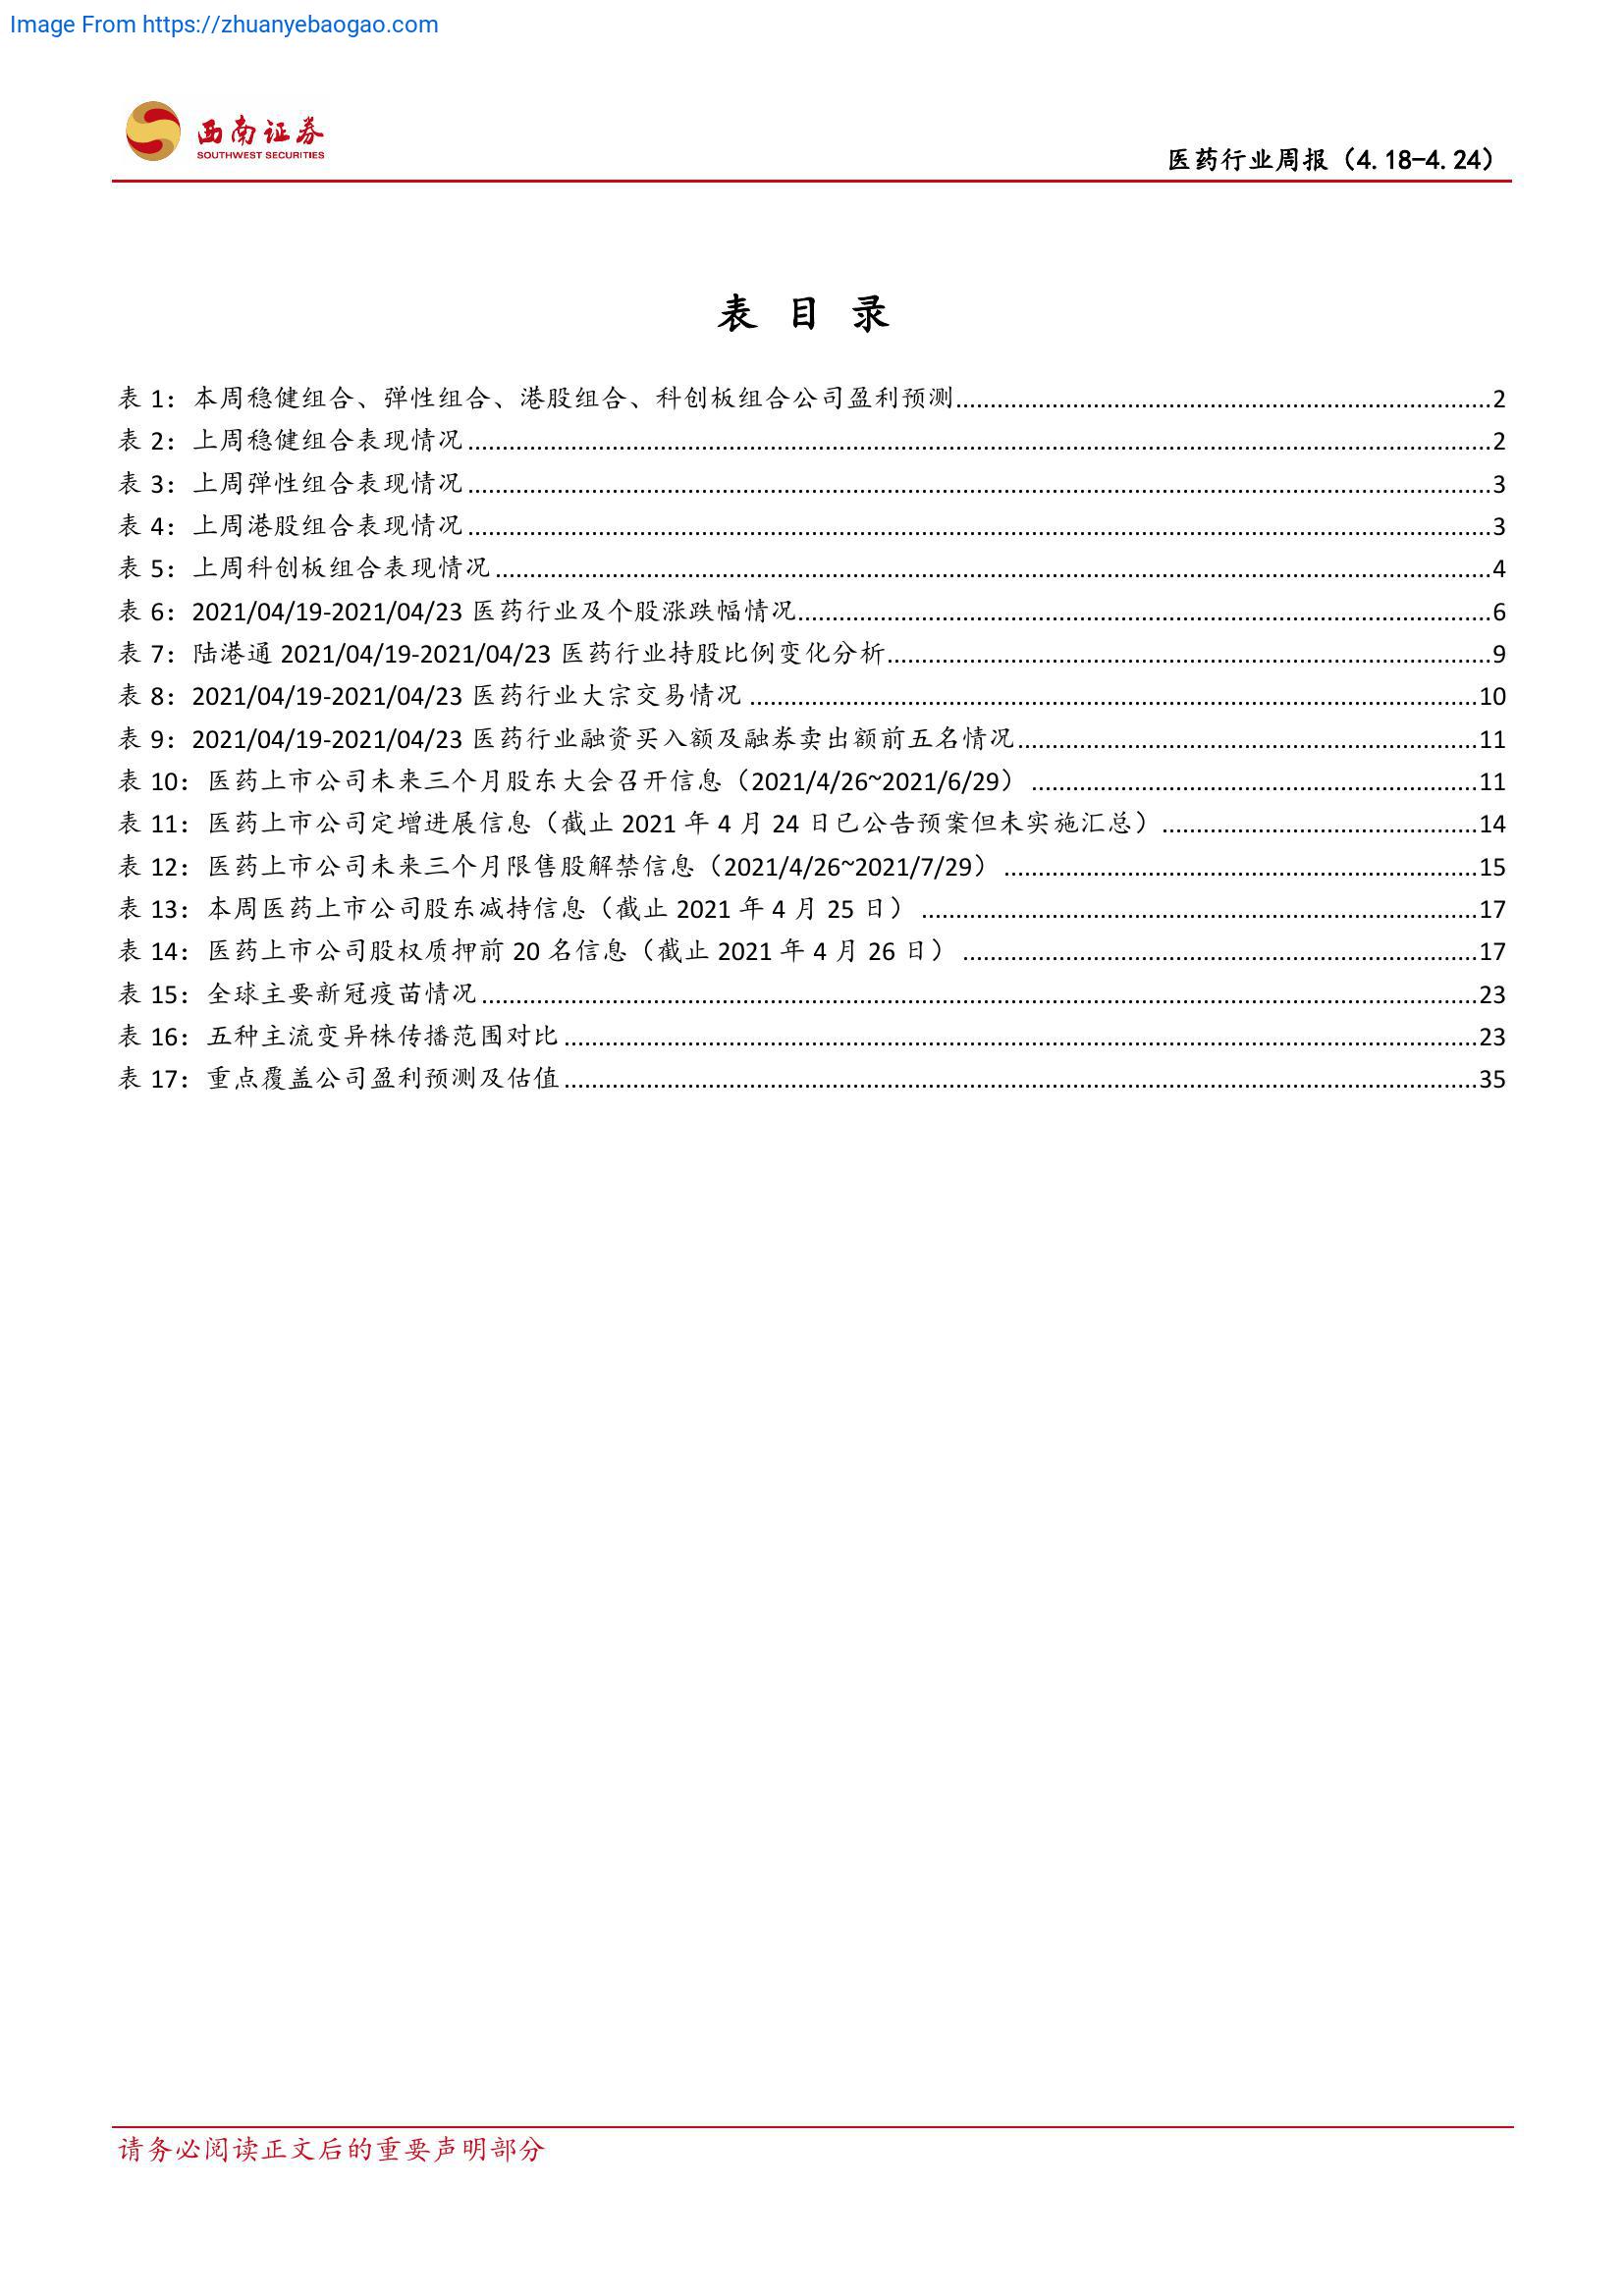 Image From https://zhuanyebaogao.com
西南证券
SOUTHWEST SECURITIES
医药行业周报（4.18-4.24）
表 目 录
表 1：本周稳健组合、弹性组合、港股组合、科创板组合公司盈利预测........2
表 2：上周稳健组合表现情况........2
表 3：上周弹性组合表现情况........3
表 4：上周港股组合表现情况........3
表 5：上周科创板组合表现情况........4
表 6：2021/04/19-2021/04/23 医药行业及个股涨跌幅情况........6
表 7：陆港通 2021/04/19-2021/04/23 医药行业持股比例变化分析........9
表 8：2021/04/19-2021/04/23 医药行业大宗交易情况........10
表 9：2021/04/19-2021/04/23 医药行业融资买入额及融券卖出额前五名情况........11
表 10：医药上市公司未来三个月股东大会召开信息（2021/4/26~2021/6/29）........11
表 11：医药上市公司定增进展信息（截止 2021 年 4 月 24 日已公告预案但未实施汇总）........14
表 12：医药上市公司未来三个月限售股解禁信息（2021/4/26~2021/7/29）........15
表 13：本周医药上市公司股东减持信息（截止 2021 年 4 月 25 日）........17
表 14：医药上市公司股权质押前 20 名信息（截止 2021 年 4 月 26 日）........17
表 15：全球主要新冠疫苗情况........23
表 16：五种主流变异株传播范围对比........23
表 17：重点覆盖公司盈利预测及估值........35
请务必阅读正文后的重要声明部分